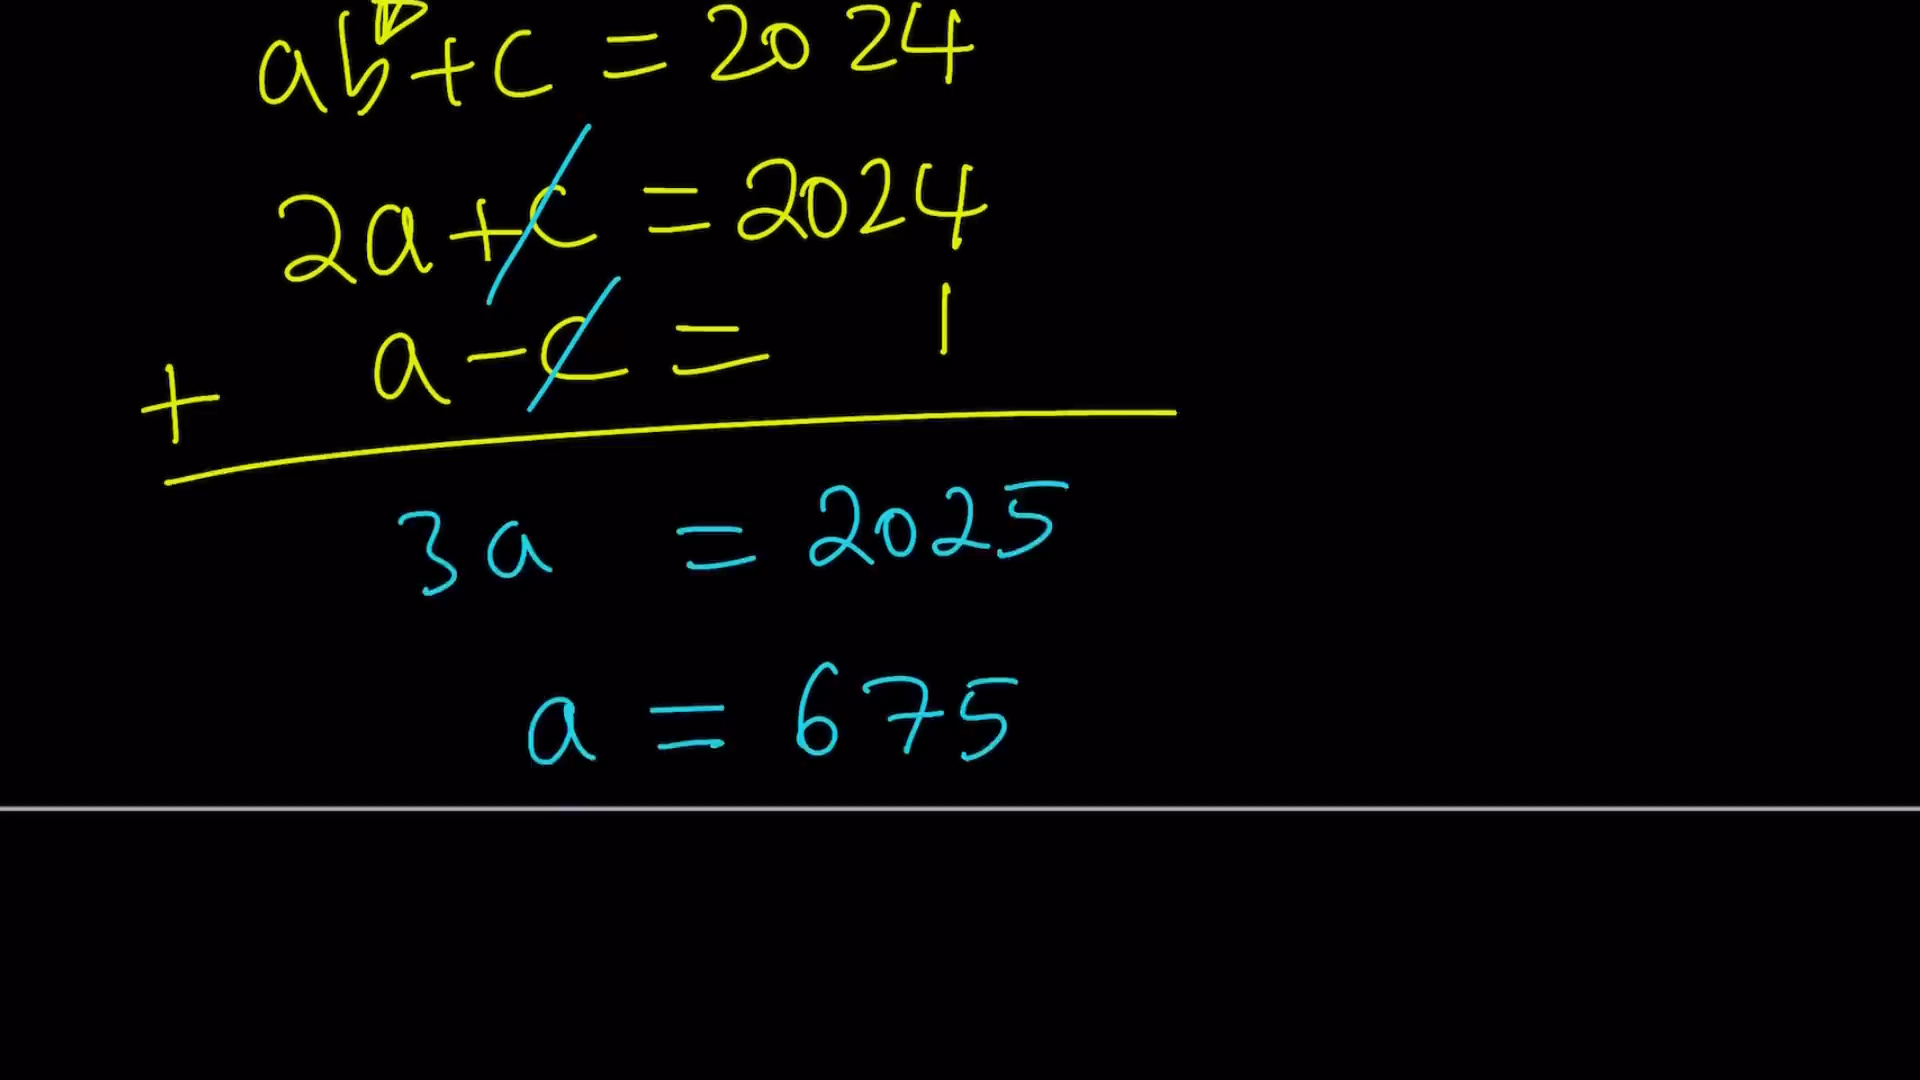 ab+c = 2024
2a+c = 2024
+ a-c = 1
3a = 2025
a = 675